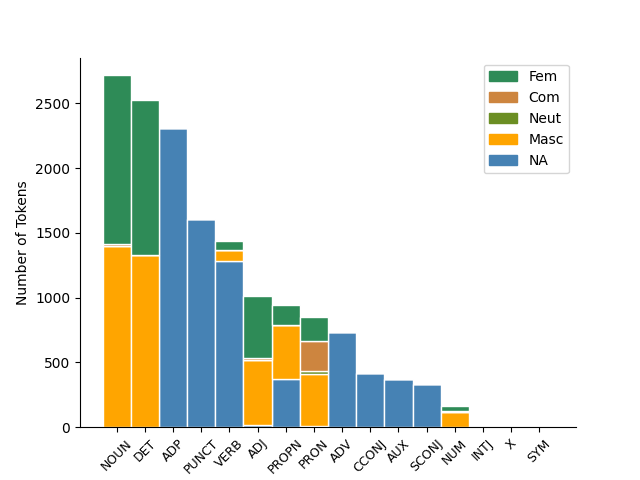 Fem
Com
Neut
Masc
NA
Number of Tokens
2500
2000
1500
1000
500
0
NOUN
DET
ADP
PUNCT
VERB
ADJ
PROPN
PRON
ADV
CCONJ
AUX
SCONJ
NUM
INTJ
X
SYM